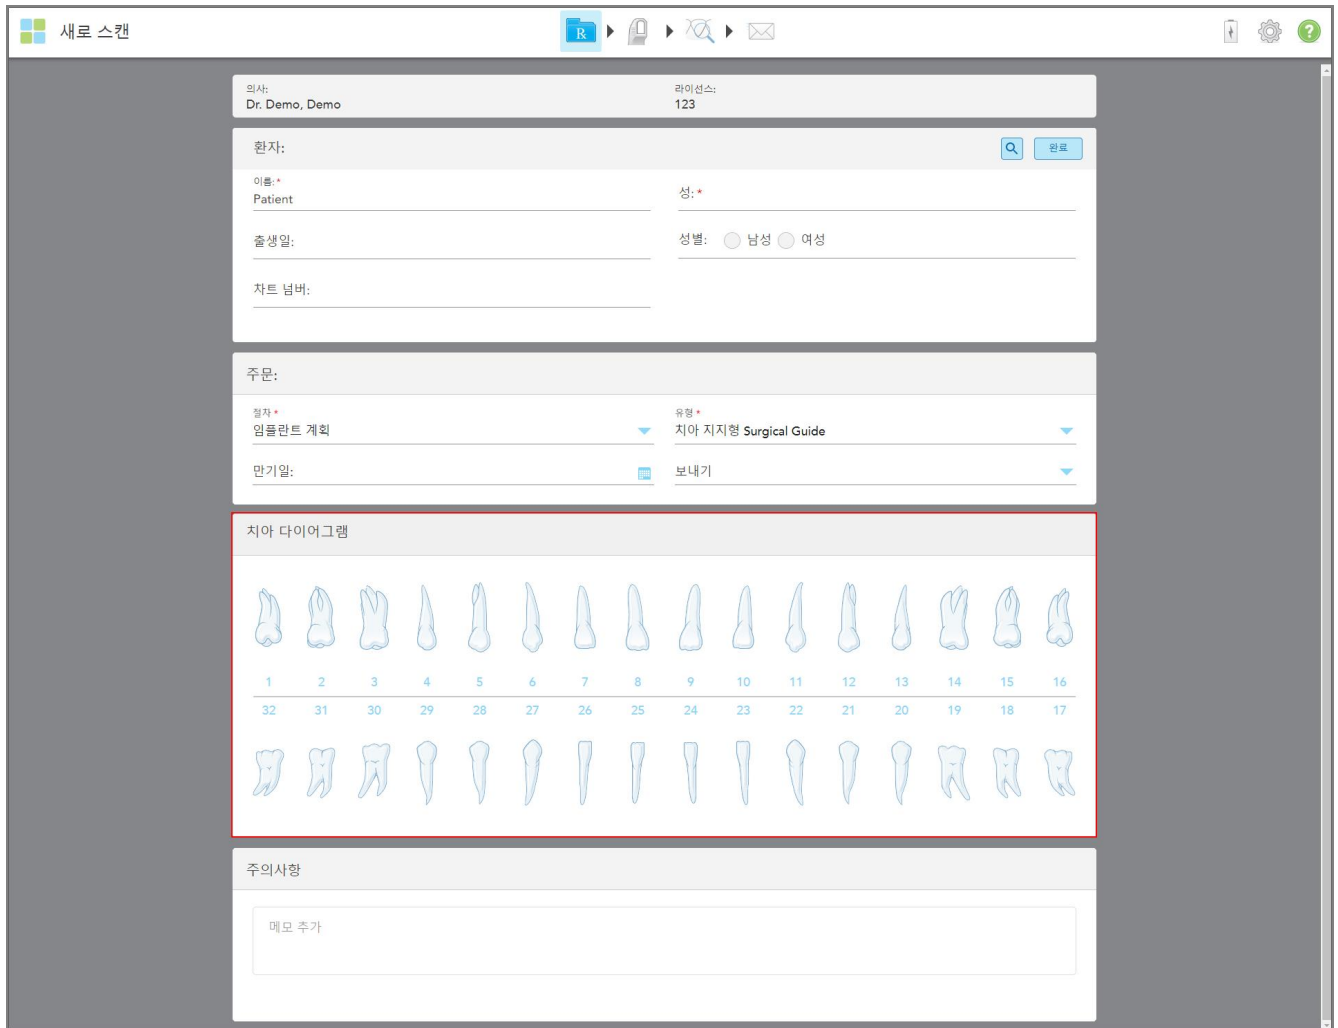 새로 스캔
R
?
의사:
Dr. Demo, Demo
라이선스:
123
환자:
완료
이름:*
Patient
성:*
출생일:
성별: 남성 여성
차트 넘버:
주문:
절차 *
임플란트 계획
유형 *
치아 지지형 Surgical Guide
만기일:
보내기
치아 다이어그램
1 2 3 4 5 6 7 8 9 10 11 12 13 14 15 16
32 31 30 29 28 27 26 25 24 23 22 21 20 19 18 17
주의사항
메모 추가